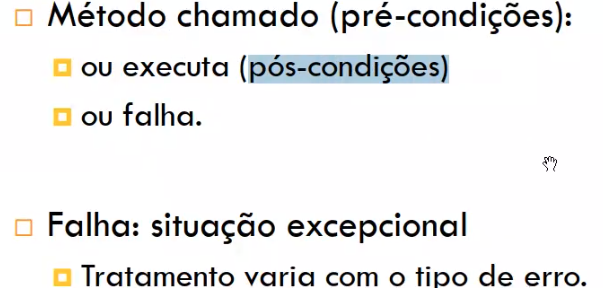 Método chamado (pré-condições):
ou executa (pós-condições)
ou falha.
Falha: situação excepcional
Tratamento varia com o tipo de erro.